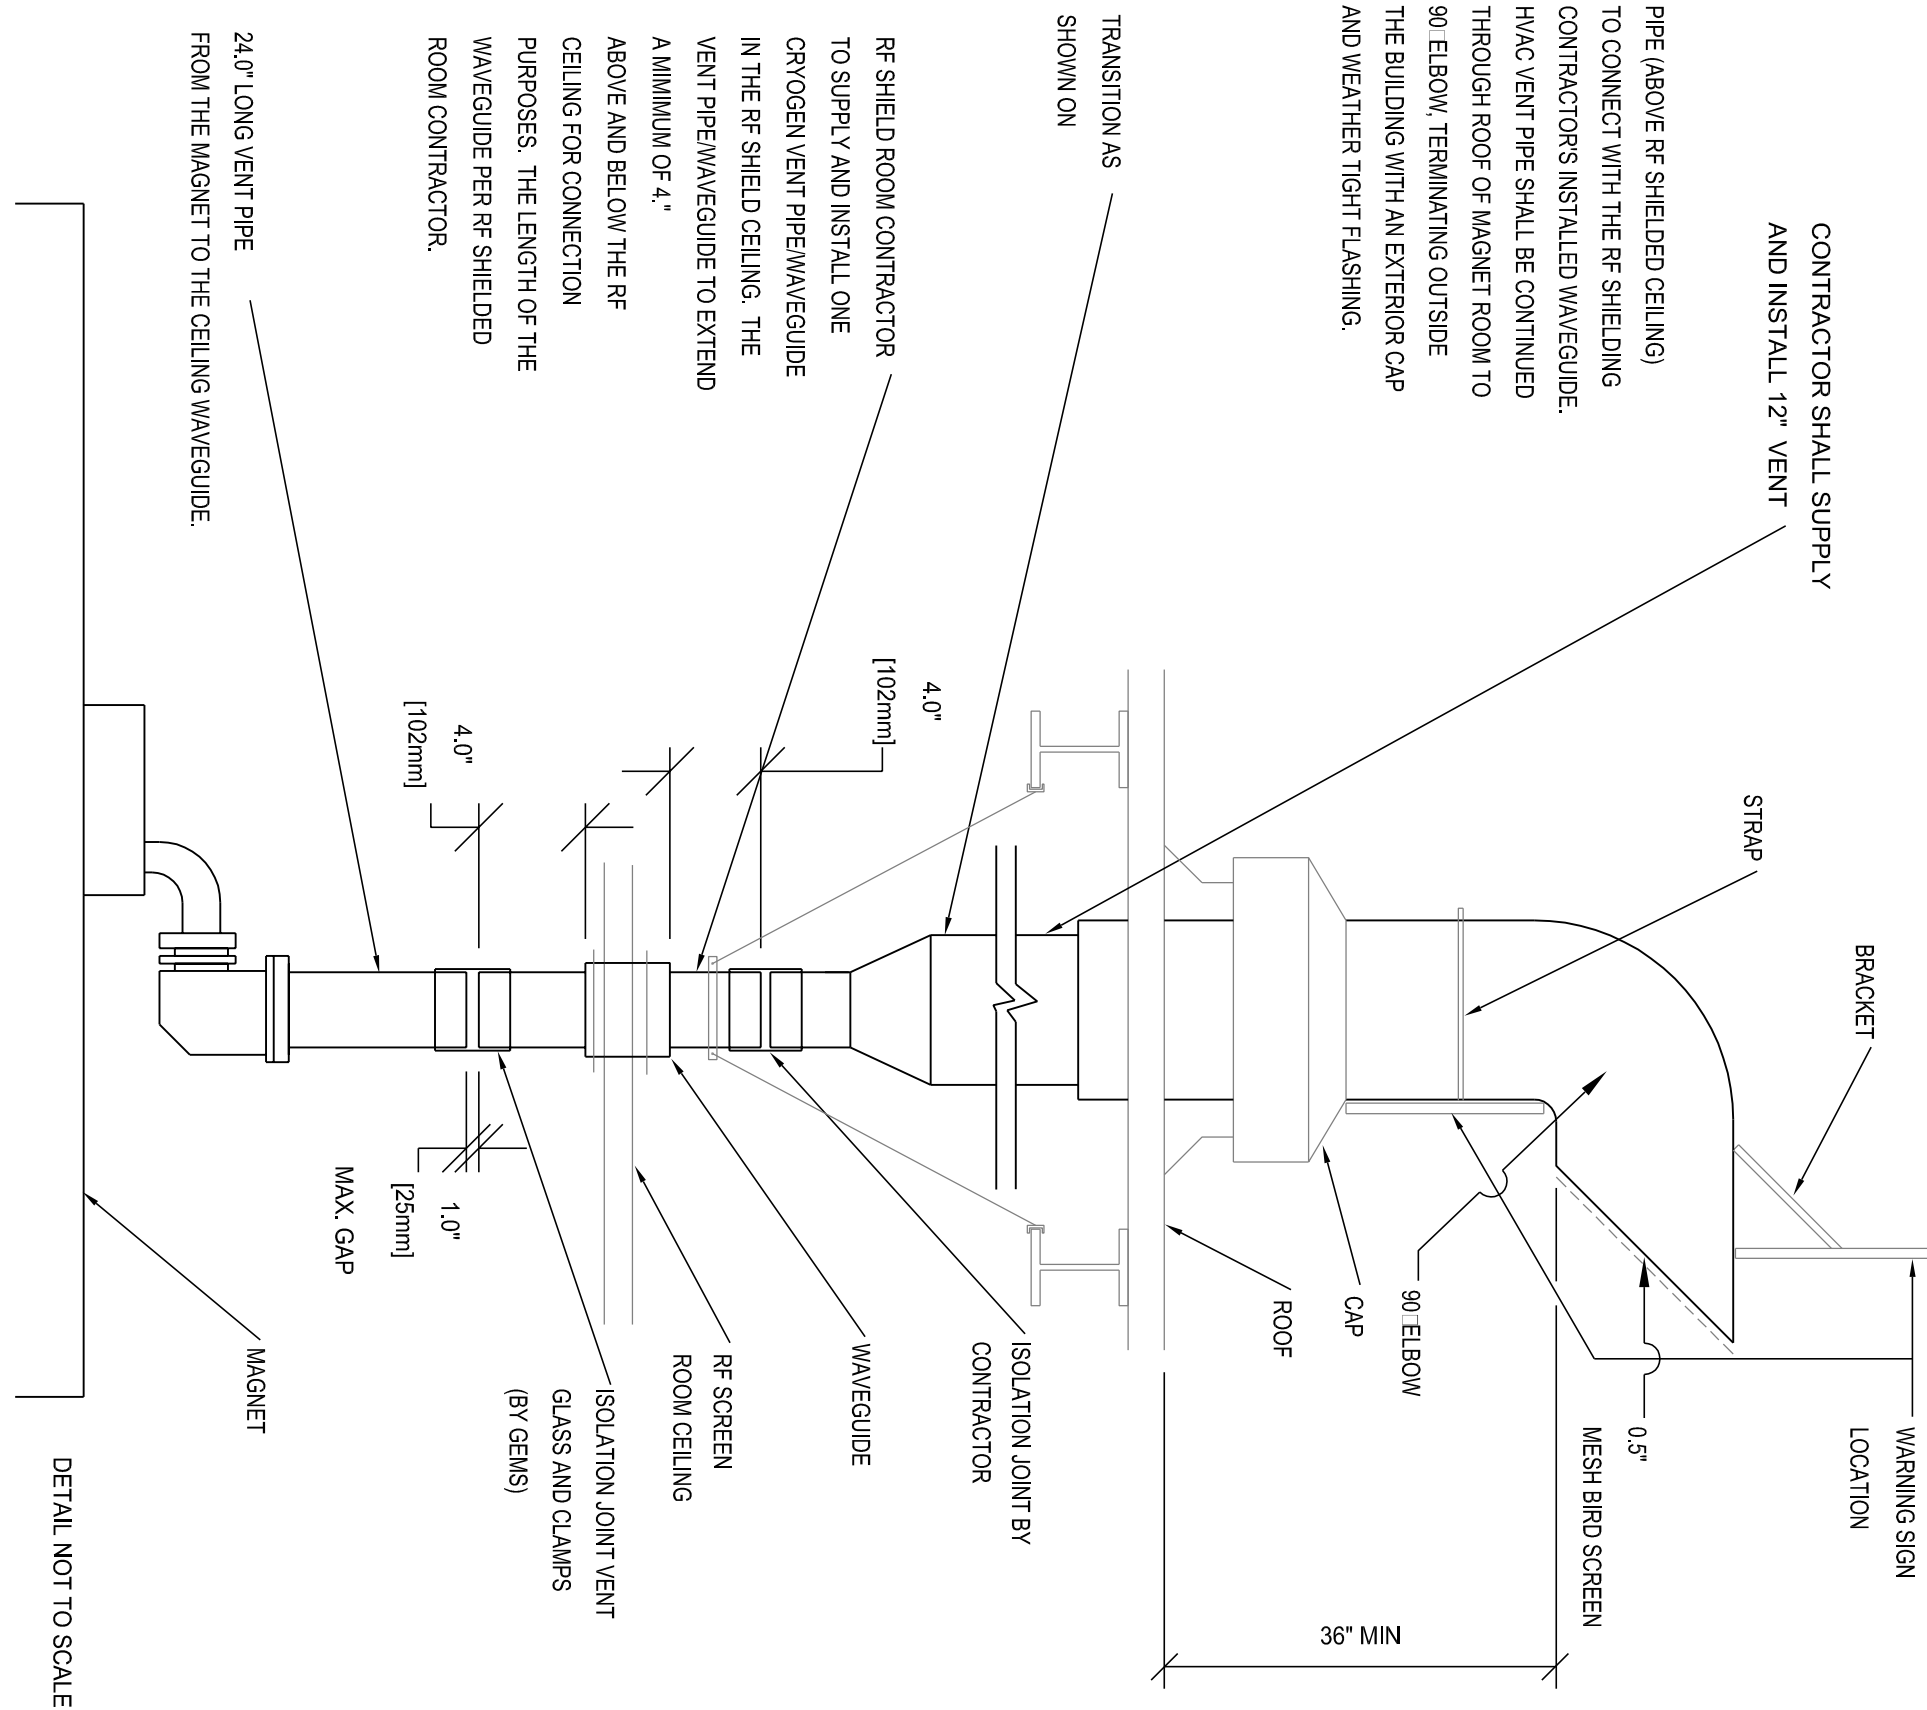 CONTRACTOR SHALL SUPPLY
AND INSTALL 12" VENT
PIPE (ABOVE RF SHIELDED CEILING)
TO CONNECT WITH THE RF SHIELDING
CONTRACTOR'S INSTALLED WAVEGUIDE.
HVAC VENT PIPE SHALL BE CONTINUED
THROUGH ROOF OF MAGNET ROOM TO
90□ELBOW, TERMINATING OUTSIDE
THE BUILDING WITH AN EXTERIOR CAP
AND WEATHER TIGHT FLASHING.
TRANSITION AS
SHOWN ON
RF SHIELD ROOM CONTRACTOR
TO SUPPLY AND INSTALL ONE
CRYOGEN VENT PIPE/WAVEGUIDE
IN THE RF SHIELD CEILING. THE
VENT PIPE/WAVEGUIDE TO EXTEND
A MIMIMUM OF 4."
ABOVE AND BELOW THE RF
CEILING FOR CONNECTION
PURPOSES. THE LENGTH OF THE
WAVEGUIDE PER RF SHIELDED
ROOM CONTRACTOR.
24.0" LONG VENT PIPE
FROM THE MAGNET TO THE CEILING WAVEGUIDE.
4.0"
[102mm]
4.0"
[102mm]
STRAP
BRACKET
WARNING SIGN
LOCATION
0.5"
MESH BIRD SCREEN
90□ELBOW
CAP
ROOF
36" MIN
ISOLATION JOINT BY
CONTRACTOR
WAVEGUIDE
RF SCREEN
ROOM CEILING
ISOLATION JOINT VENT
GLASS AND CLAMPS
(BY GEMS)
1.0"
[25mm]
MAX. GAP
MAGNET
DETAIL NOT TO SCALE